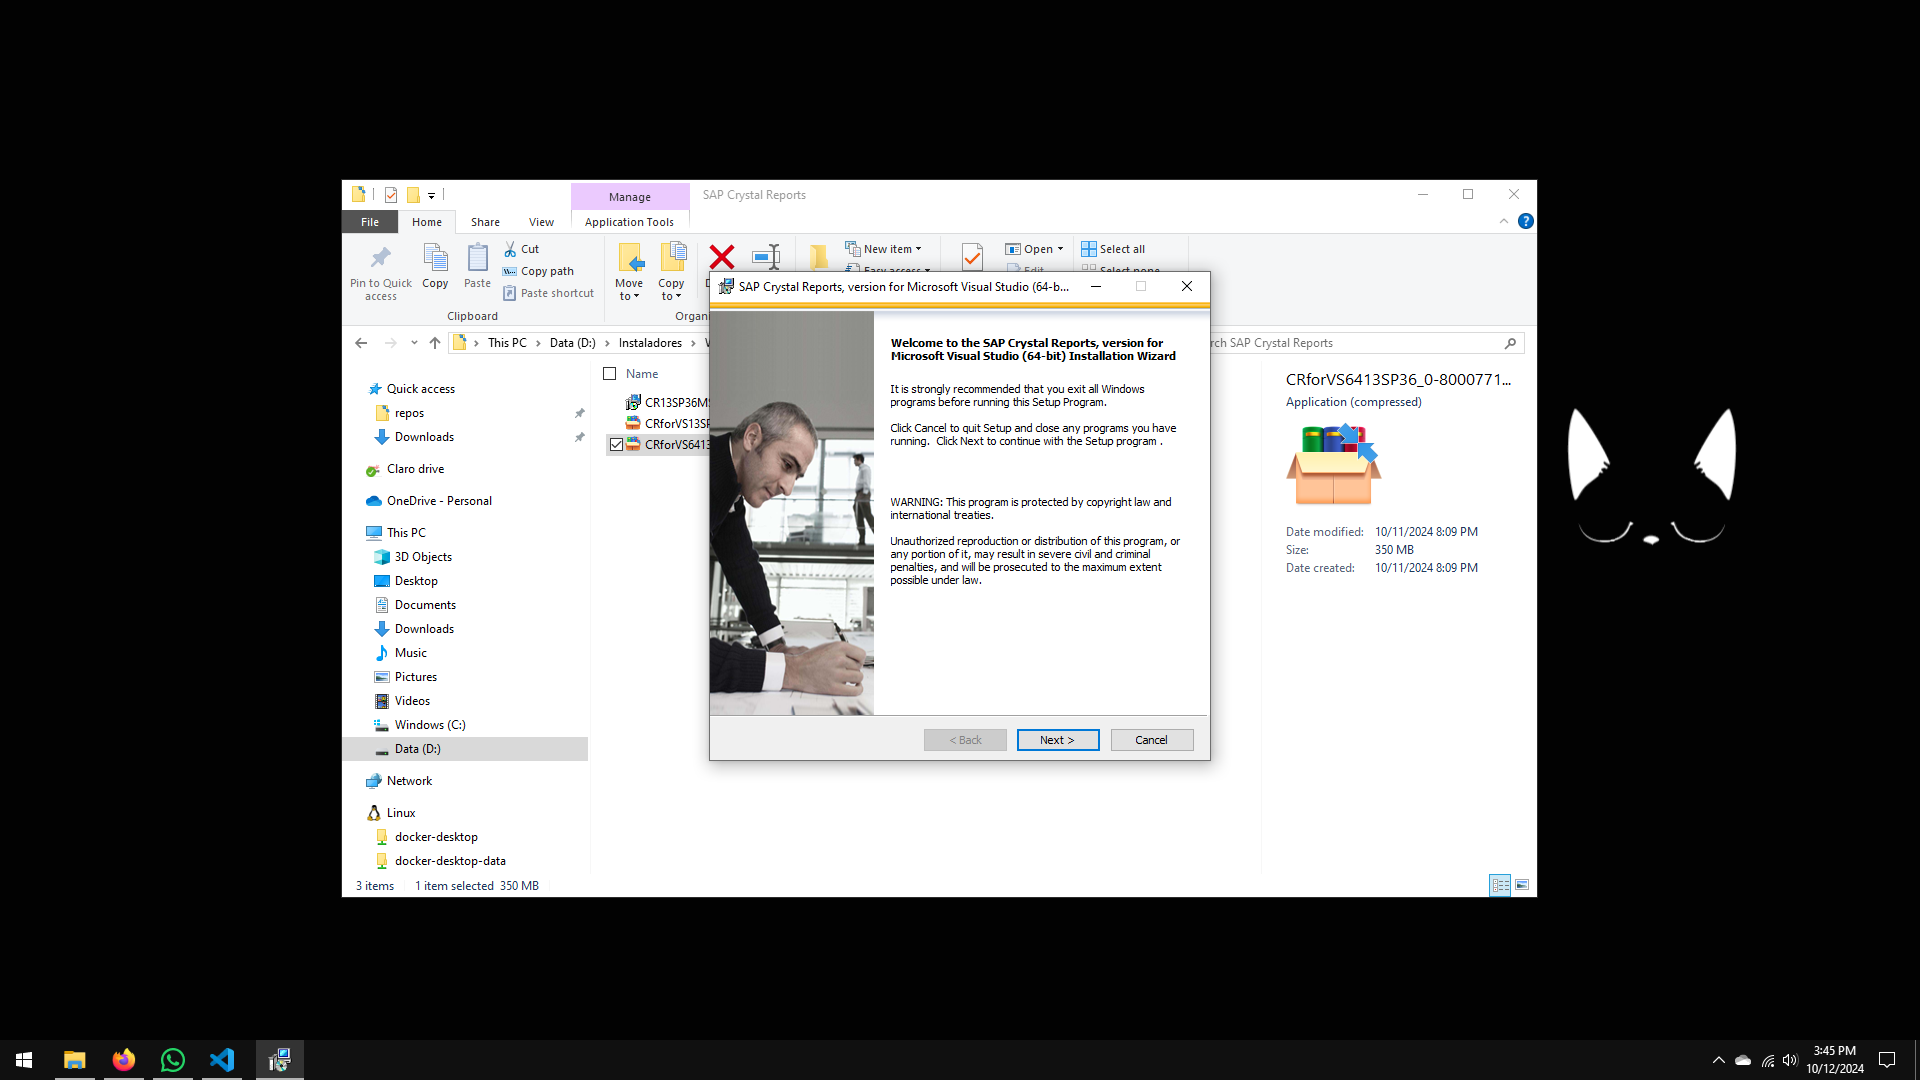 Manage
SAP Crystal Reports
File
Home
Share
View
Application Tools
Pin to Quick access
Copy
Paste
Cut
Copy path
Paste shortcut
Clipboard
Move to
Copy to
New item
Easy access
Open
Edit
Select all
Select none
This PC
Data (D:)
Instaladores
SAP Crystal Reports
Quick access
repos
Downloads
Claro drive
OneDrive - Personal
This PC
3D Objects
Desktop
Documents
Downloads
Music
Pictures
Videos
Windows (C:)
Data (D:)
Network
Linux
docker-desktop
docker-desktop-data
Name
CR13SP36MS
CRforVS13SP
CRforVS6413
SAP Crystal Reports, version for Microsoft Visual Studio (64-b...
Welcome to the SAP Crystal Reports, version for
Microsoft Visual Studio (64-bit) Installation Wizard
It is strongly recommended that you exit all Windows
programs before running this Setup Program.
Click Cancel to quit Setup and close any programs you have
running. Click Next to continue with the Setup program .
WARNING: This program is protected by copyright law and
international treaties.
Unauthorized reproduction or distribution of this program, or
any portion of it, may result in severe civil and criminal
penalties, and will be prosecuted to the maximum extent
possible under law.
< Back
Next >
Cancel
CRforVS6413SP36_0-8000771...
Application (compressed)
Date modified: 10/11/2024 8:09 PM
Size: 350 MB
Date created: 10/11/2024 8:09 PM
3 items
1 item selected 350 MB
3:45 PM
10/12/2024